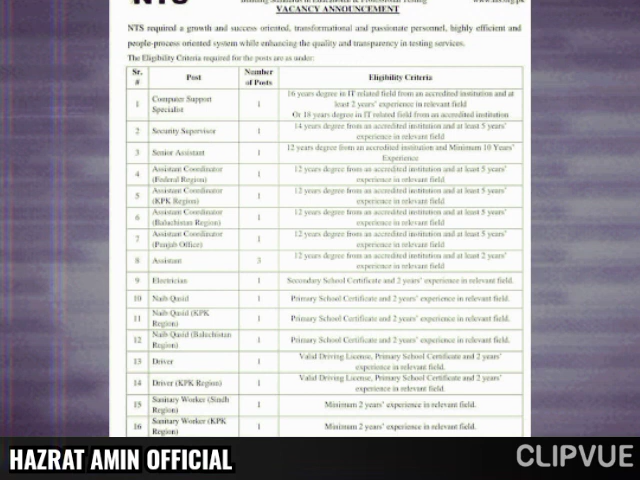 NTS
Building Standards in Educational & Professional Testing
VACANCY ANNOUNCEMENT
NTS required a growth and success oriented, transformational and passionate personnel, highly efficient and
people-process oriented system while enhancing the quality and transparency in testing services.
The Eligibility Criteria required for the posts are as under:
Sr. # Post Number of Posts Eligibility Criteria
1 Computer Support Specialist 1 16 years degree in IT related field from an accredited institution and at least 2 years' experience in relevant field Or 18 years degree in IT related field from an accredited institution
2 Security Supervisor 1 14 years degree from an accredited institution and at least 5 years' experience in relevant field
3 Senior Assistant 1 12 years degree from an accredited institution and Minimum 10 Years' Experience
4 Assistant Coordinator (Federal Region) 1 12 years degree from an accredited institution and at least 5 years' experience in relevant field
5 Assistant Coordinator (KPK Region) 1 12 years degree from an accredited institution and at least 5 years' experience in relevant field
6 Assistant Coordinator (Baluchistan Region) 1 12 years degree from an accredited institution and at least 5 years' experience in relevant field
7 Assistant Coordinator (Punjab Office) 1 12 years degree from an accredited institution and at least 5 years' experience in relevant field
8 Assistant 3 12 years degree from an accredited institution and at least 2 years' experience in relevant field
9 Electrician 1 Secondary School Certificate and 2 years' experience in relevant field.
10 Naib Qasid 1 Primary School Certificate and 2 years' experience in relevant field.
11 Naib Qasid (KPK Region) 1 Primary School Certificate and 2 years' experience in relevant field.
12 Naib Qasid (Baluchistan Region) 1 Primary School Certificate and 2 years' experience in relevant field.
13 Driver 1 Valid Driving License, Primary School Certificate and 2 years' experience in relevant field.
14 Driver (KPK Region) 1 Valid Driving License, Primary School Certificate and 2 years' experience in relevant field.
15 Sanitary Worker (Sindh Region) 1 Minimum 2 years' experience in relevant field.
16 Sanitary Worker (KPK Region) 1 Minimum 2 years' experience in relevant field.
HAZRAT AMIN OFFICIAL
CLIPVUE